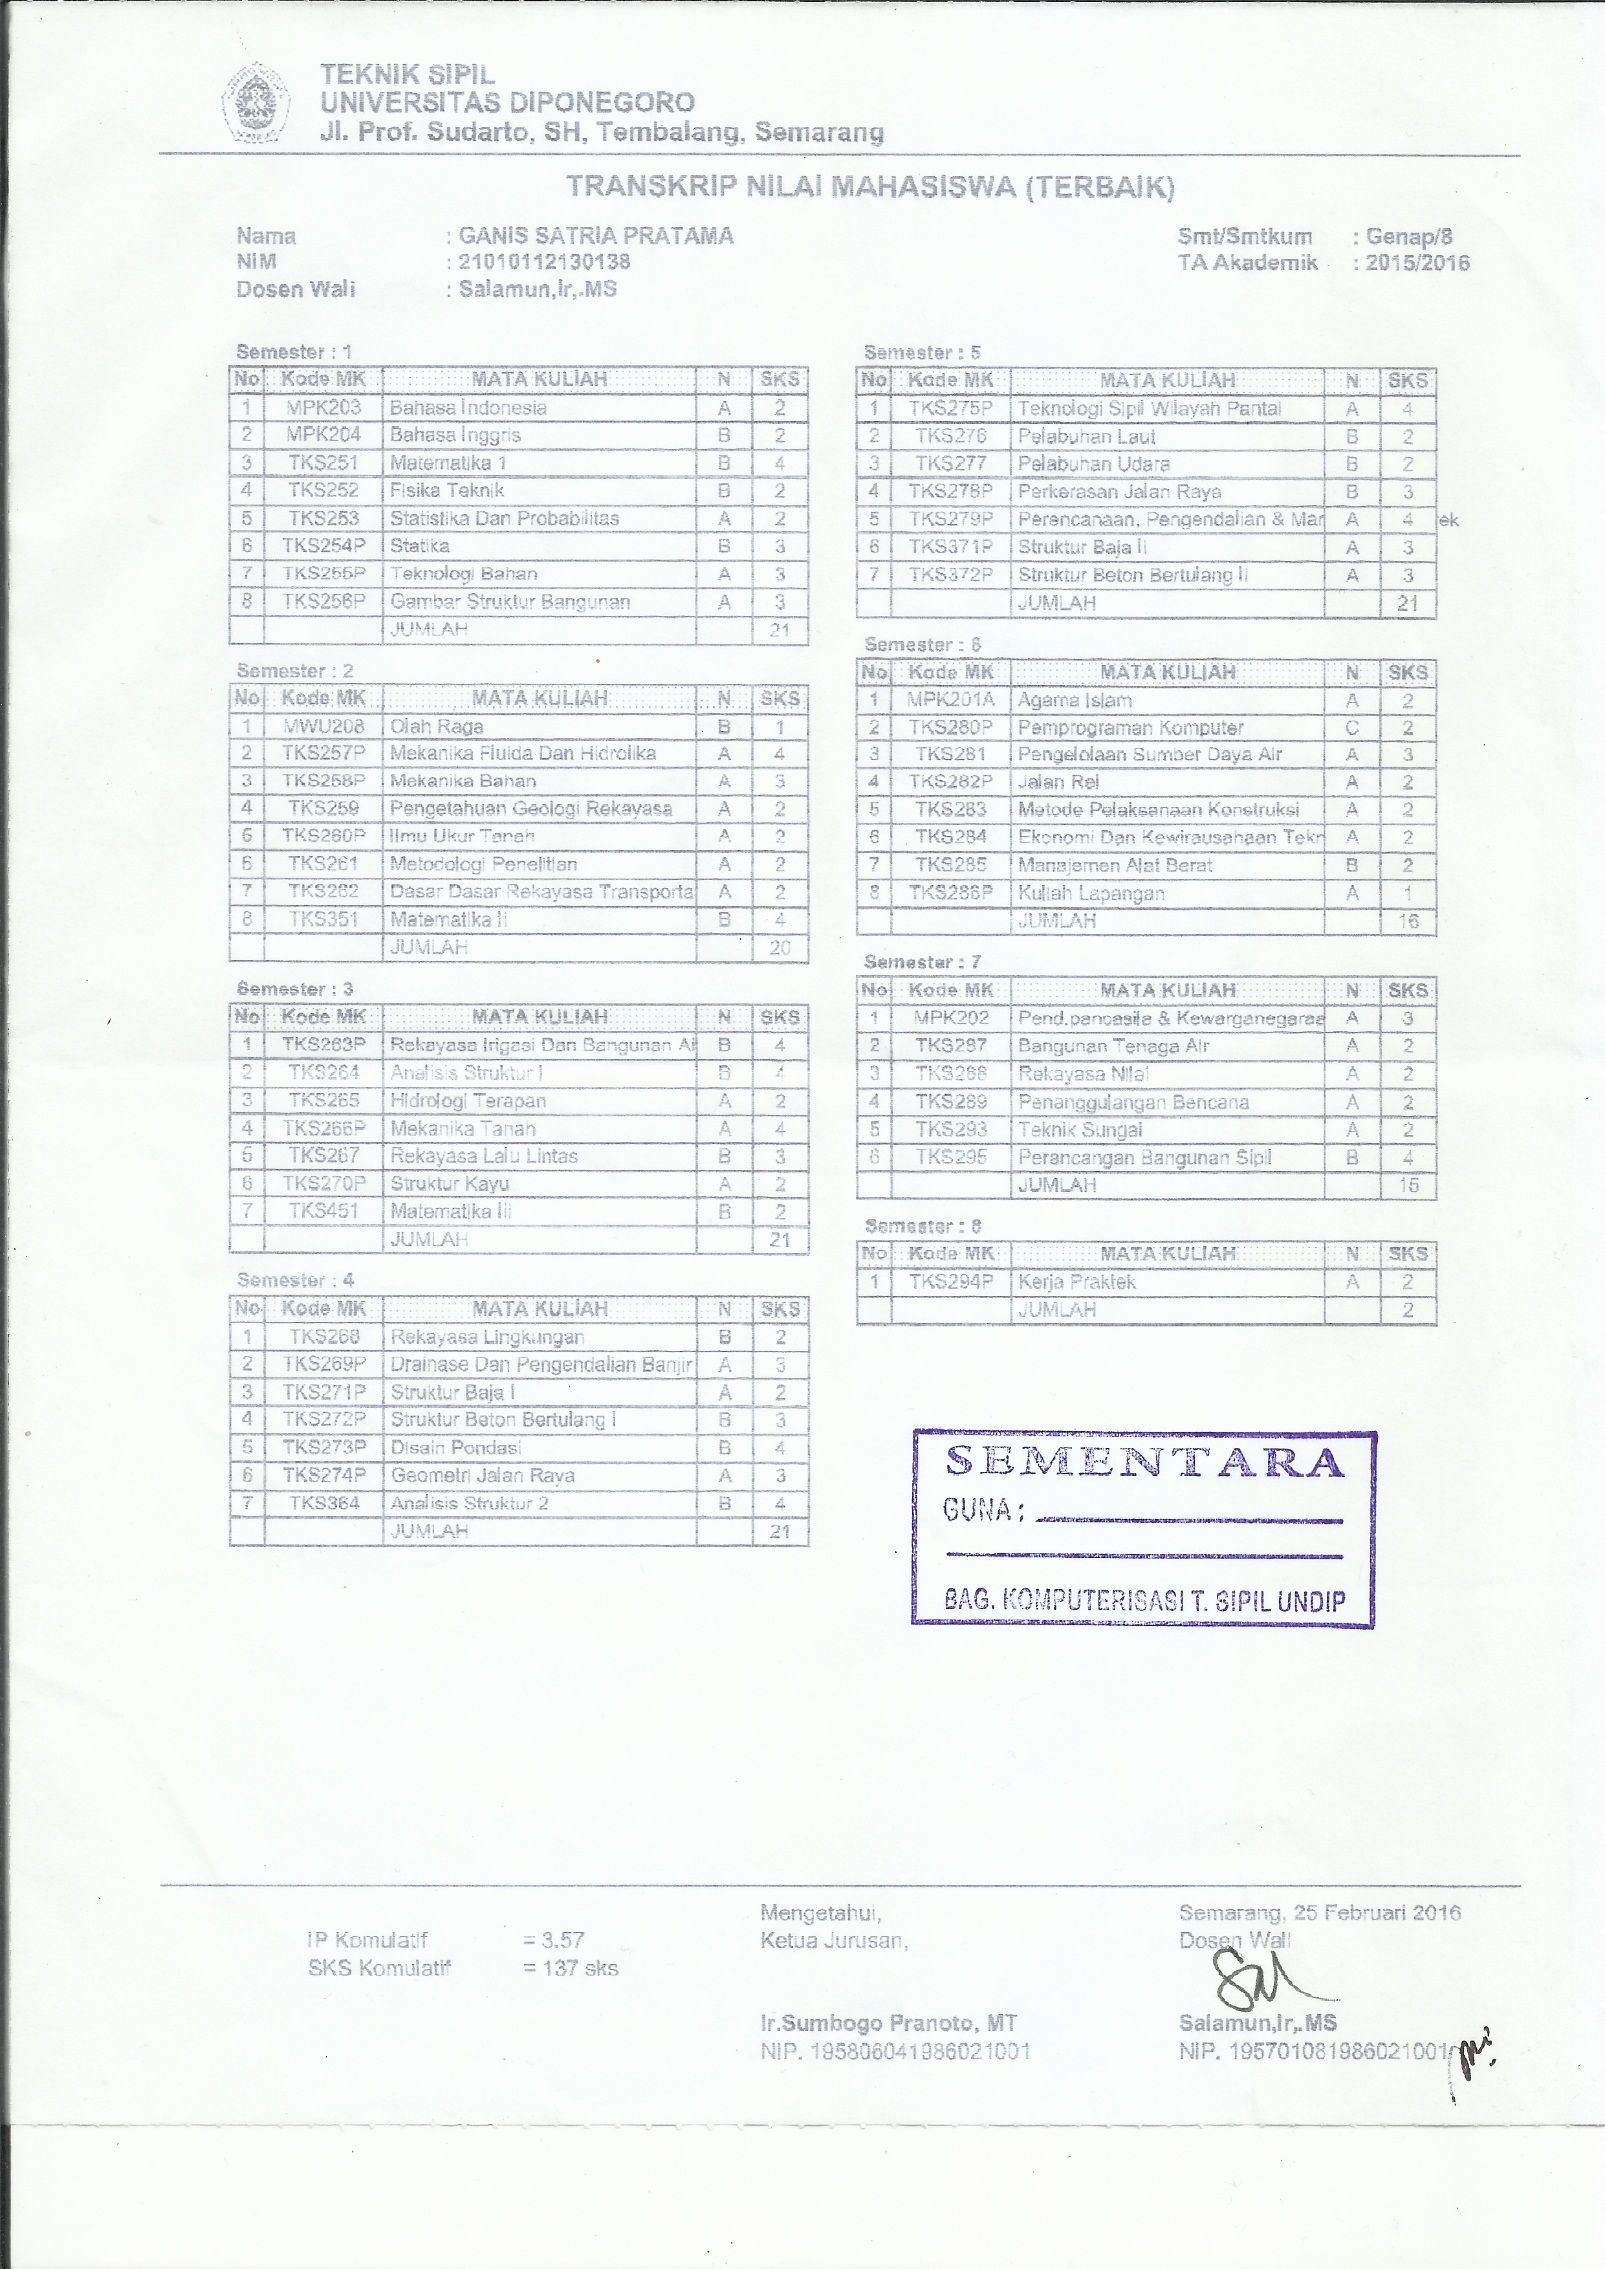 TEKNIK SIPIL
UNIVERSITAS DIPONEGORO
Jl. Prof. Sudarto, SH, Tembalang, Semarang
TRANSKRIP NILAI MAHASISWA (TERBAIK)
Nama : GANIS SATRIA PRATAMA
NIM : 21010112130138
Dosen Wali : Salamun,Ir,.MS
Smt/Smtkum : Genap/8
TA Akademik : 2015/2016
Semester : 1
No Kode MK MATA KULIAH N SKS
1 MPK203 Bahasa Indonesia A 2
2 MPK204 Bahasa Inggris B 2
3 TKS251 Matematika 1 B 4
4 TKS252 Fisika Teknik B 2
5 TKS253 Statistika Dan Probabilitas A 2
6 TKS254P Statika B 3
7 TKS255P Teknologi Bahan A 3
8 TKS256P Gambar Struktur Bangunan A 3
JUMLAH 21
Semester : 2
No Kode MK MATA KULIAH N SKS
1 MWU208 Olah Raga B 1
2 TKS257P Mekanika Fluida Dan Hidrolika A 4
3 TKS258P Mekanika Bahan A 3
4 TKS259 Pengetahuan Geologi Rekayasa A 2
5 TKS260P Ilmu Ukur Tanah A 2
6 TKS261 Metodologi Penelitian A 2
7 TKS262 Dasar Dasar Rekayasa Transporta A 2
8 TKS351 Matematika Ii B 4
JUMLAH 20
Semester : 3
No Kode MK MATA KULIAH N SKS
1 TKS263P Rekayasa Irigasi Dan Bangunan Ai B 4
2 TKS264 Analisis Struktur I B 4
3 TKS265 Hidrologi Terapan A 2
4 TKS266P Mekanika Tanah A 4
5 TKS267 Rekayasa Lalu Lintas B 3
6 TKS270P Struktur Kayu A 2
7 TKS451 Matematika Iii B 2
JUMLAH 21
Semester : 4
No Kode MK MATA KULIAH N SKS
1 TKS268 Rekayasa Lingkungan B 2
2 TKS269P Drainase Dan Pengendalian Banjir A 3
3 TKS271P Struktur Baja I A 2
4 TKS272P Struktur Beton Bertulang I B 3
5 TKS273P Disain Pondasi B 4
6 TKS274P Geometri Jalan Raya A 3
7 TKS364 Analisis Struktur 2 B 4
JUMLAH 21
Semester : 5
No Kode MK MATA KULIAH N SKS
1 TKS275P Teknologi Sipil Wilayah Pantai A 4
2 TKS276 Pelabuhan Laut B 2
3 TKS277 Pelabuhan Udara B 2
4 TKS278P Perkerasan Jalan Raya B 3
5 TKS279P Perencanaan, Pengendalian & Mar A 4 ek
6 TKS371P Struktur Baja Ii A 3
7 TKS372P Struktur Beton Bertulang Ii A 3
JUMLAH 21
Semester : 6
No Kode MK MATA KULIAH N SKS
1 MPK201A Agama Islam A 2
2 TKS280P Pemprograman Komputer C 2
3 TKS281 Pengelolaan Sumber Daya Air A 3
4 TKS282P Jalan Rel A 2
5 TKS283 Metode Pelaksanaan Konstruksi A 2
6 TKS284 Ekonomi Dan Kewirausahaan Tekr A 2
7 TKS285 Manajemen Alat Berat B 2
8 TKS286P Kuliah Lapangan A 1
JUMLAH 16
Semester : 7
No Kode MK MATA KULIAH N SKS
1 MPK202 Pend.pancasila & Kewarganegaraa A 3
2 TKS287 Bangunan Tenaga Air A 2
3 TKS288 Rekayasa Nilai A 2
4 TKS289 Penanggulangan Bencana A 2
5 TKS293 Teknik Sungai A 2
6 TKS295 Perancangan Bangunan Sipil B 4
JUMLAH 15
Semester : 8
No Kode MK MATA KULIAH N SKS
1 TKS294P Kerja Praktek A 2
JUMLAH 2
SEMENTARA
GUNA :
BAG. KOMPUTERISASI T. SIPIL UNDIP
IP Komulatif = 3.57
SKS Komulatif = 137 sks
Mengetahui,
Ketua Jurusan,
Ir.Sumbogo Pranoto, MT
NIP. 195806041986021001
Semarang, 25 Februari 2016
Dosen Wali
Salamun,Ir,.MS
NIP. 195701081986021001